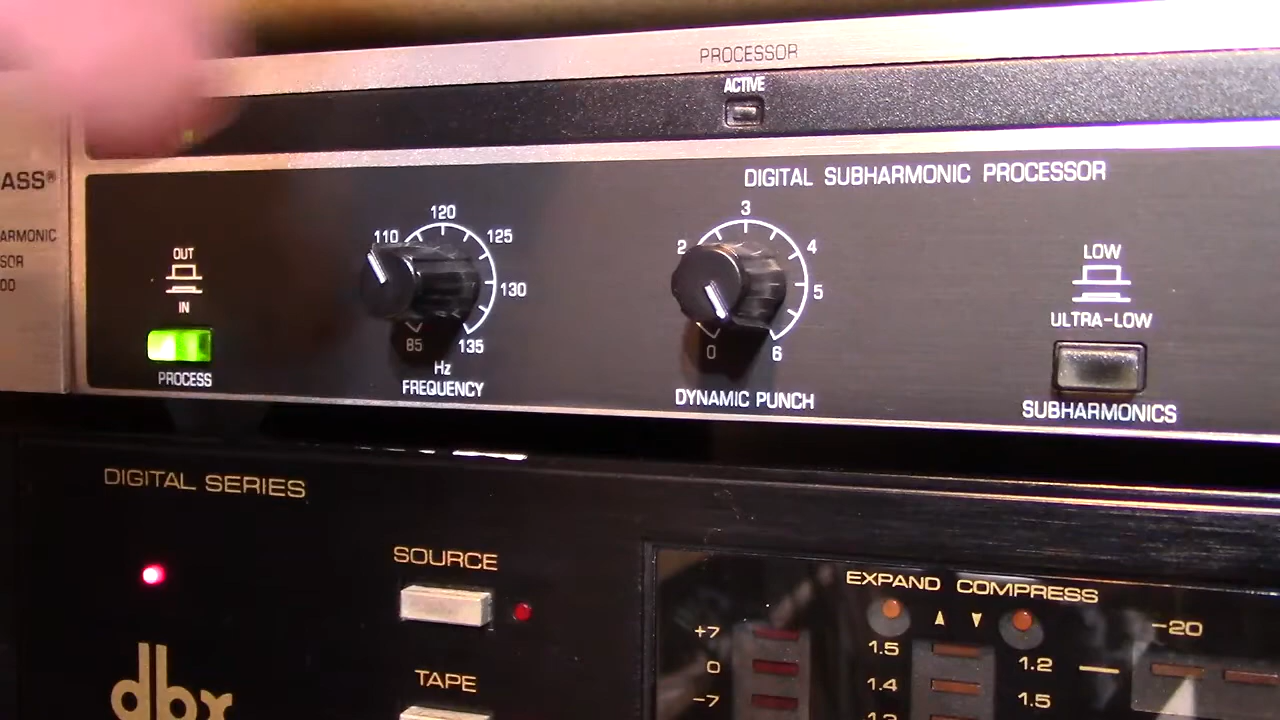 PROCESSOR
ACTIVE
ASS®
ARMONIC
SOR
00
DIGITAL SUBHARMONIC PROCESSOR
OUT
IN
PROCESS
110
120
125
130
85
135
Hz
FREQUENCY
2
3
4
5
0
6
DYNAMIC PUNCH
LOW
ULTRA-LOW
SUBHARMONICS
DIGITAL SERIES
dbx
SOURCE
TAPE
EXPAND COMPRESS
+7
0
-7
1.5
1.4
1.2
1.5
-20